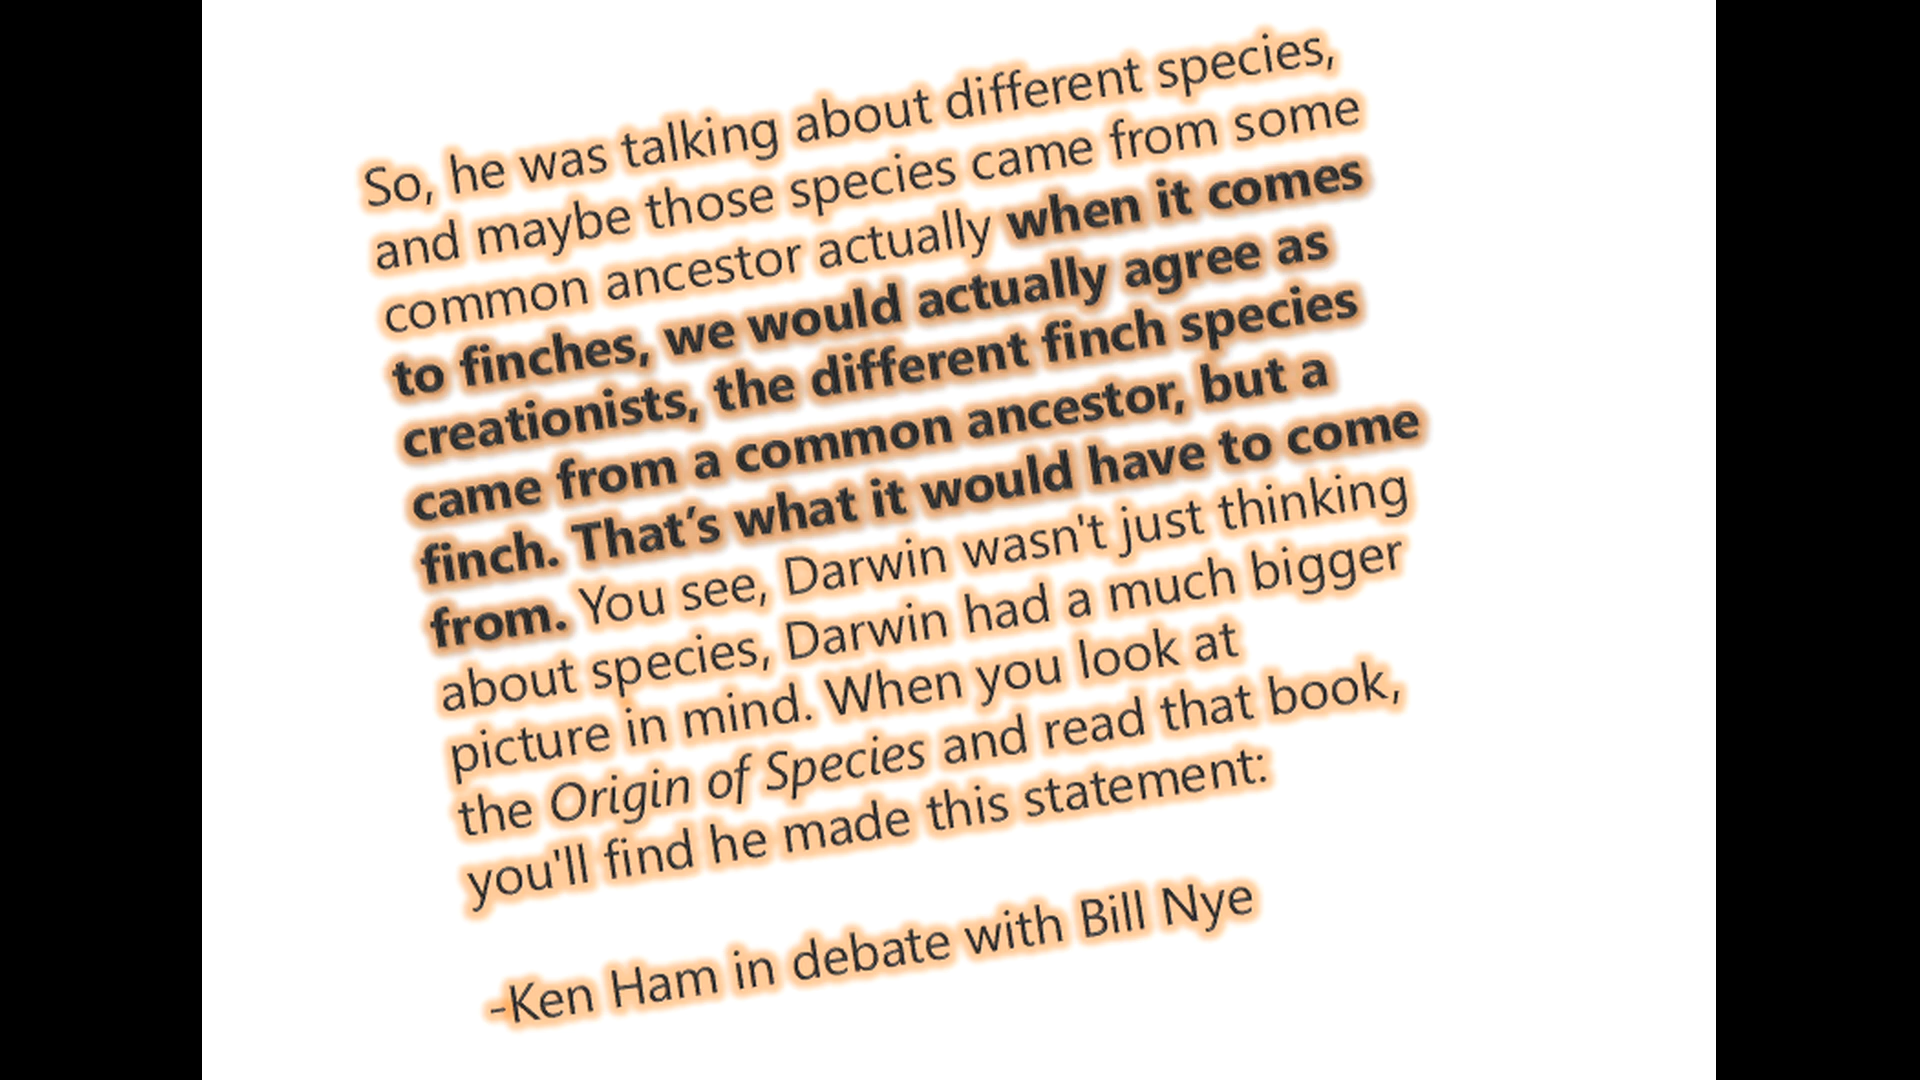 So, he was talking about different species,
and maybe those species came from some
common ancestor actually when it comes
to finches, we would actually agree as
creationists, the different finch species
came from a common ancestor, but a
finch. That’s what it would have to come
from. You see, Darwin wasn't just thinking
about species, Darwin had a much bigger
picture in mind. When you look at
the Origin of Species and read that book,
you'll find he made this statement:
-Ken Ham in debate with Bill Nye